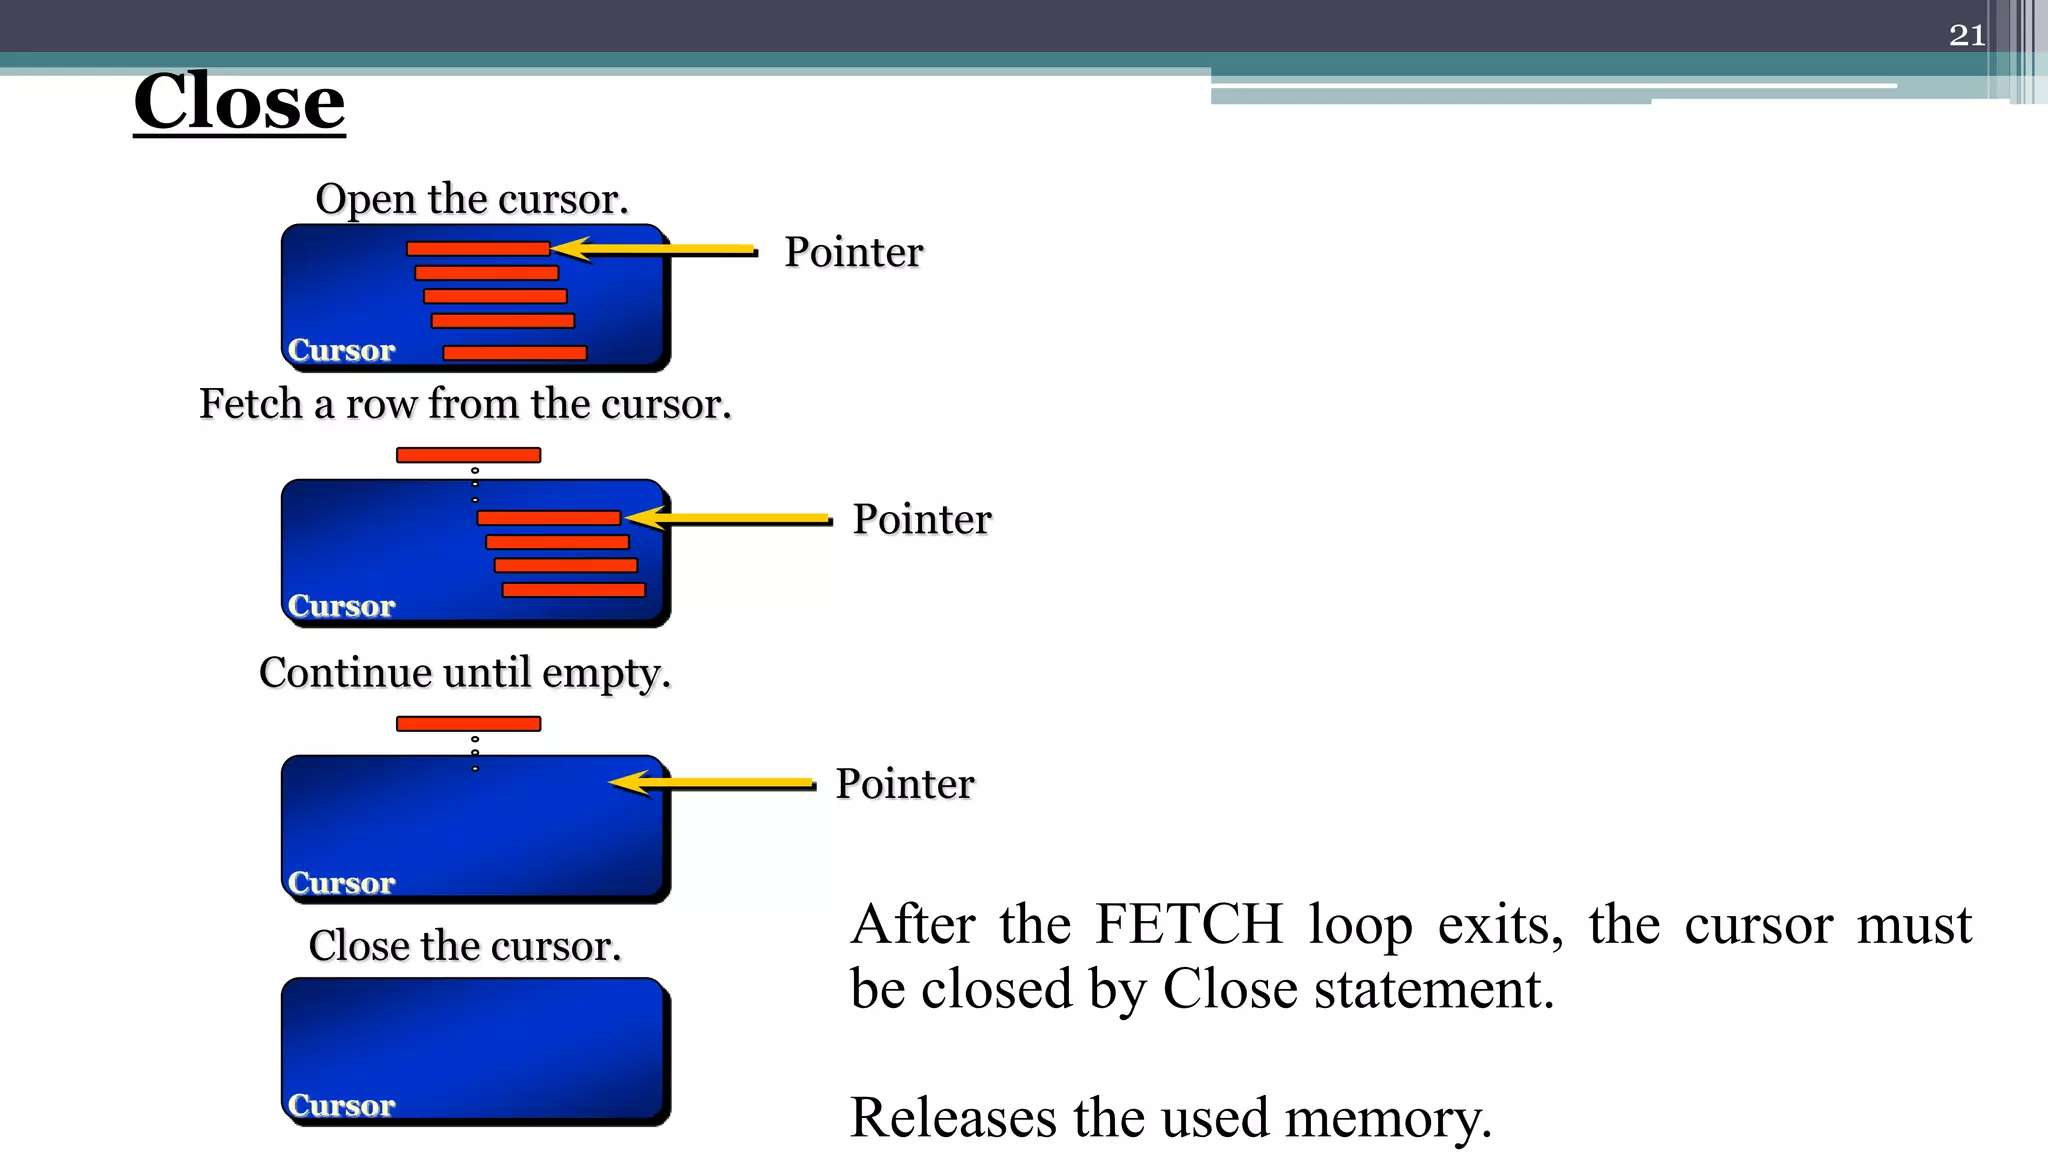 21
Close
Open the cursor.
Pointer
Cursor
Fetch a row from the cursor.
Pointer
Cursor
Continue until empty.
Pointer
Cursor
Close the cursor.
Cursor
After the FETCH loop exits, the cursor must
be closed by Close statement.
Releases the used memory.